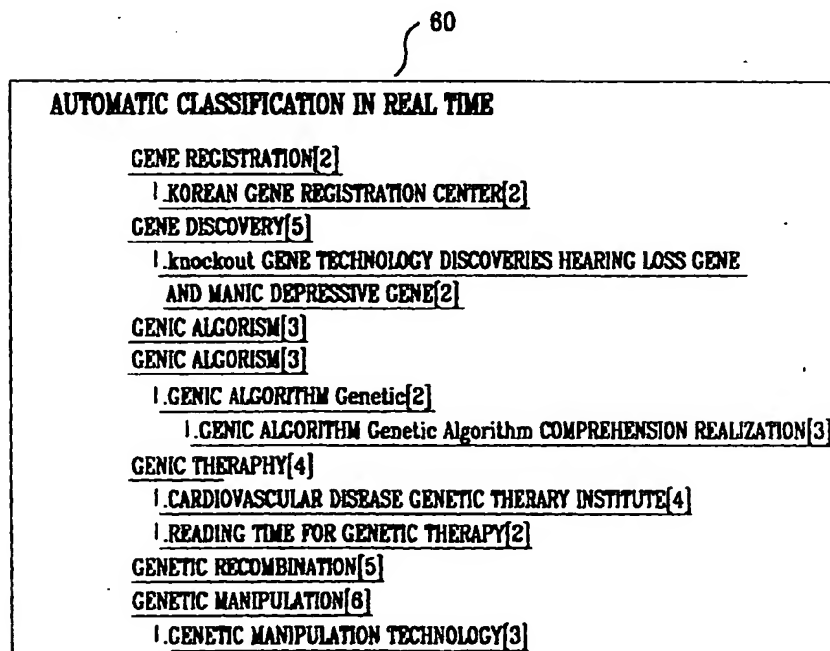 60
AUTOMATIC CLASSIFICATION IN REAL TIME
GENE REGISTRATION[2]
I.KOREAN GENE REGISTRATION CENTER[2]
GENE DISCOVERY[5]
I.knockout GENE TECHNOLOGY DISCOVERIES HEARING LOSS GENE
AND MANIC DEPRESSIVE GENE[2]
GENIC ALGORISM[3]
GENIC ALGORISM[3]
I.GENIC ALGORITHM Genetic[2]
I.GENIC ALGORITHM Genetic Algorithm COMPREHENSION REALIZATION[3]
GENIC THERAPHY[4]
I.CARDIOVASCULAR DISEASE GENETIC THERARY INSTITUTE[4]
I.READING TIME FOR GENETIC THERAPY[2]
GENETIC RECOMBINATION[5]
GENETIC MANIPULATION[6]
I.GENETIC MANIPULATION TECHNOLOGY[3]